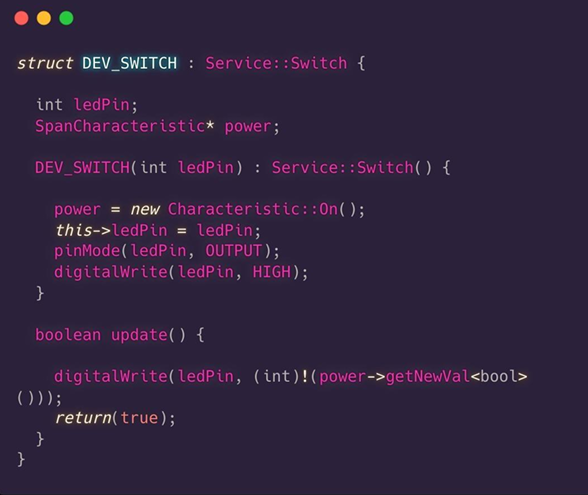 struct DEV_SWITCH : Service::Switch {
int ledPin;
SpanCharacteristic* power;
DEV_SWITCH(int ledPin) : Service::Switch() {
power = new Characteristic::On();
this->ledPin = ledPin;
pinMode(ledPin, OUTPUT);
digitalWrite(ledPin, HIGH);
}
boolean update() {
digitalWrite(ledPin, (int)!(power->getNewVal<bool>
()));
return(true);
}
}